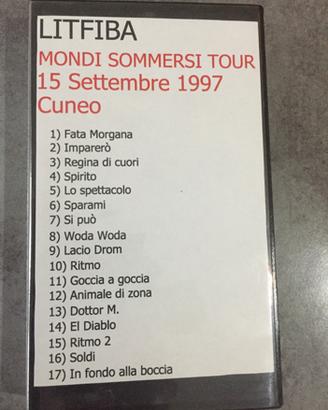 LITFIBA
MONDI SOMMERSI TOUR
15 Settembre 1997
Cuneo
1) Fata Morgana
2) Imparerò
3) Regina di cuori
4) Spirito
5) Lo spettacolo
6) Sparami
7) Si può
8) Woda Woda
9) Lacio Drom
10) Ritmo
11) Goccia a goccia
12) Animale di zona
13) Dottor M.
14) El Diablo
15) Ritmo 2
16) Soldi
17) In fondo alla boccia